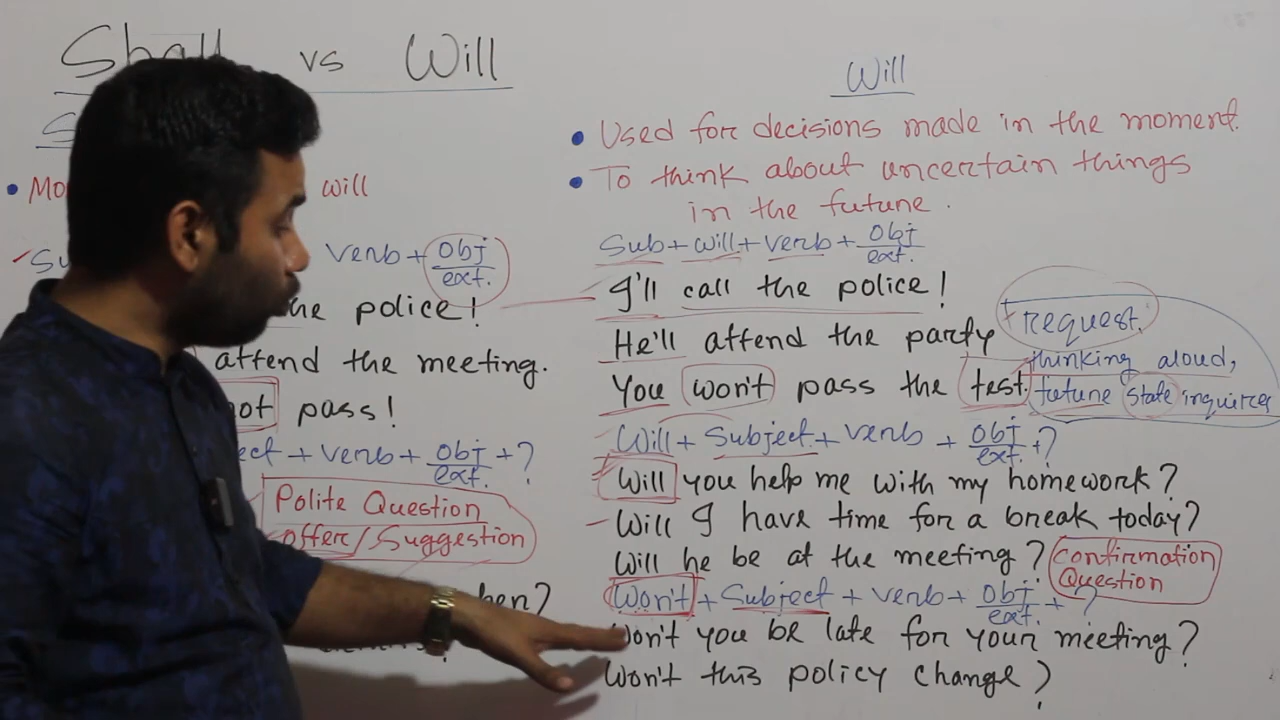 Shall vs Will
S
• Mo will
Su verb + Obj/ext.
the police!
attend the meeting.
not pass!
ect + verb + Obj/ext. + ?
Polite Question
offer/Suggestion
hen?
Will
• Used for decisions made in the moment.
• To think about uncertain things
in the future.
Sub + will + verb + Obj/ext.
I'll call the police!
He'll attend the party
request.
thinking aloud,
You won't pass the test.
future state inquires
Will + Subject + verb + Obj/ext. + ?
Will you help me with my homework?
Will I have time for a break today?
Will he be at the meeting?
Confirmation
Question
Won't + Subject + verb + Obj/ext. + ?
Won't you be late for your meeting?
Won't this policy change?